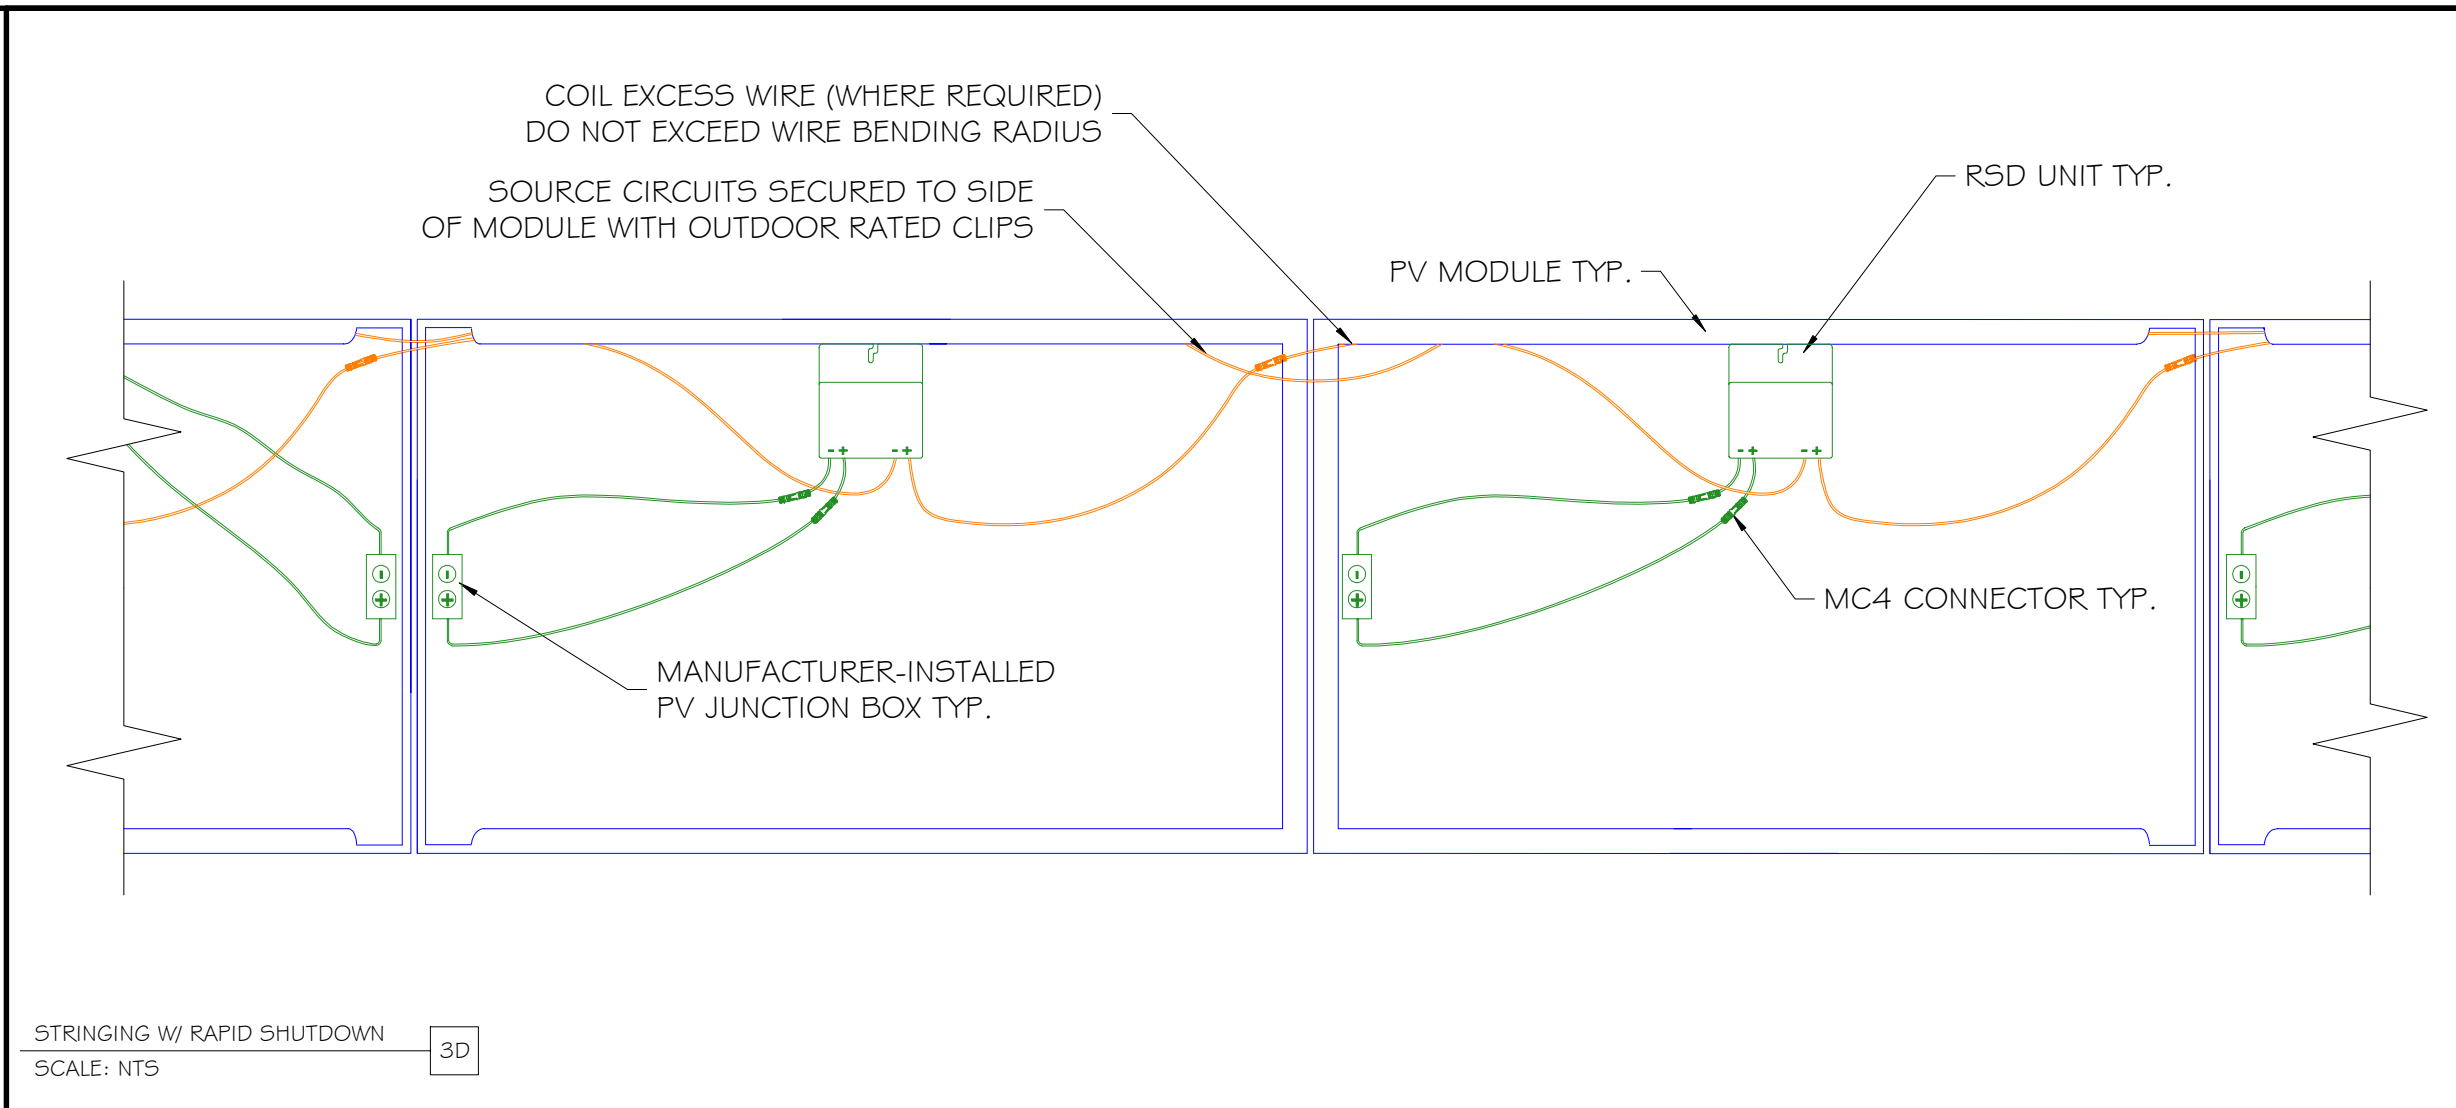 COIL EXCESS WIRE (WHERE REQUIRED)
DO NOT EXCEED WIRE BENDING RADIUS
SOURCE CIRCUITS SECURED TO SIDE
OF MODULE WITH OUTDOOR RATED CLIPS
RSD UNIT TYP.
PV MODULE TYP.
- + - +
- + - +
- 
+
-
+
-
+
-
+
MC4 CONNECTOR TYP.
MANUFACTURER-INSTALLED
PV JUNCTION BOX TYP.
STRINGING W/ RAPID SHUTDOWN
3D
SCALE: NTS